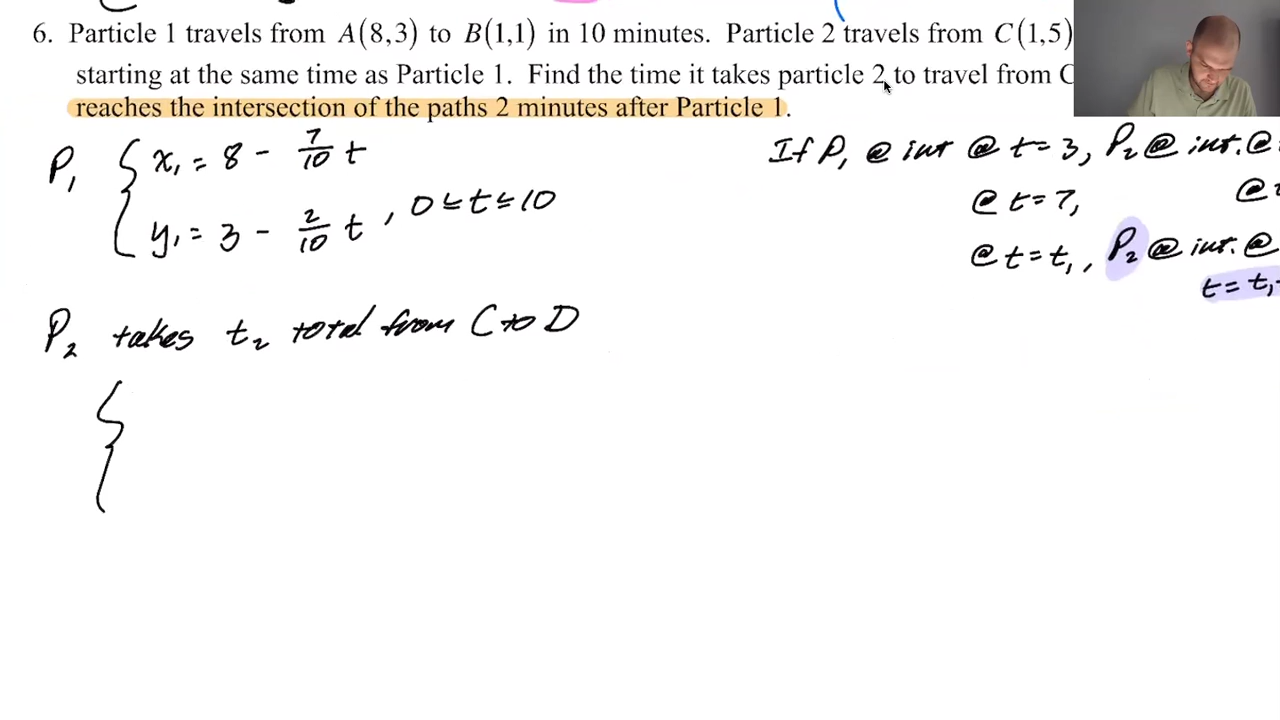 6. Particle 1 travels from A(8,3) to B(1,1) in 10 minutes. Particle 2 travels from C(1,5)
starting at the same time as Particle 1. Find the time it takes particle 2 to travel from C
reaches the intersection of the paths 2 minutes after Particle 1.
P₁ { x₁ = 8 - 7/10 t
y₁ = 3 - 2/10 t , 0 ≤ t ≤ 10
If P₁ @ int @ t = 3, P₂ @ int. @
@ t = 7, @
@ t = t₁, P₂ @ int. @
t = t₁
P₂ takes t₂ total from C to D
{